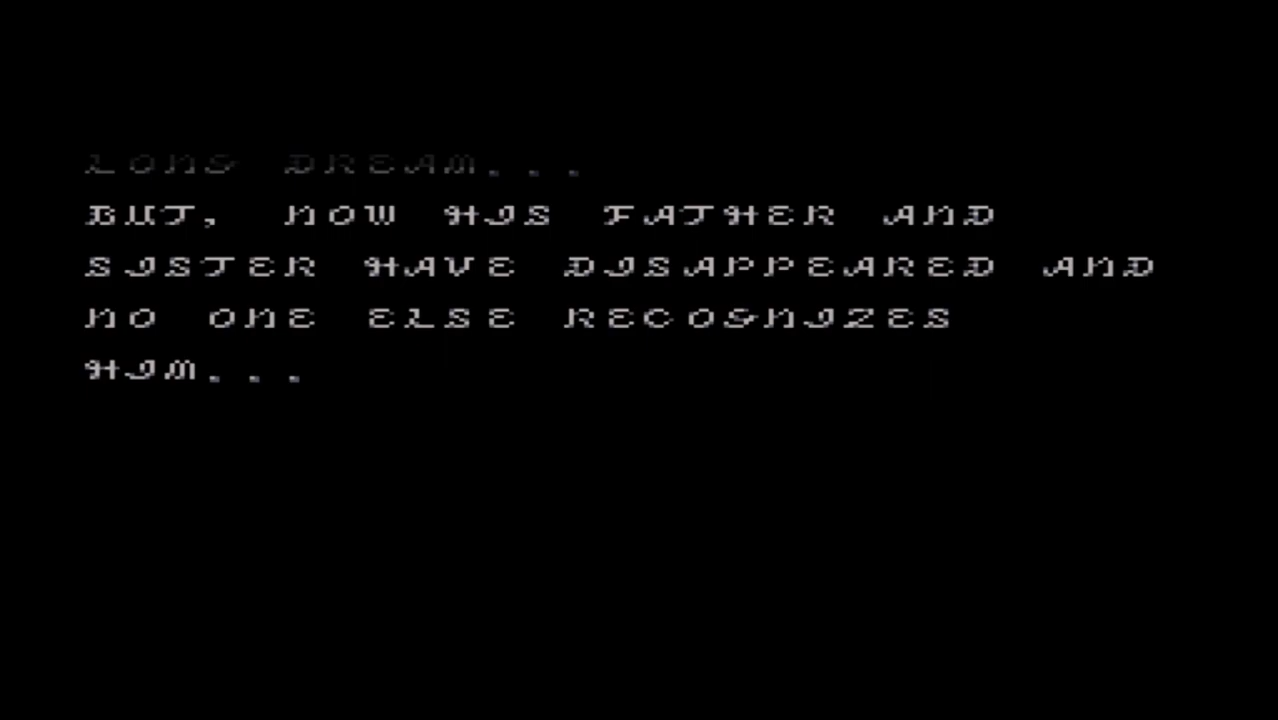 LONG DREAM...
BUT, NOW HIS FATHER AND
SISTER HAVE DISAPPEARED AND
NO ONE ELSE RECOGNIZES
HIM...